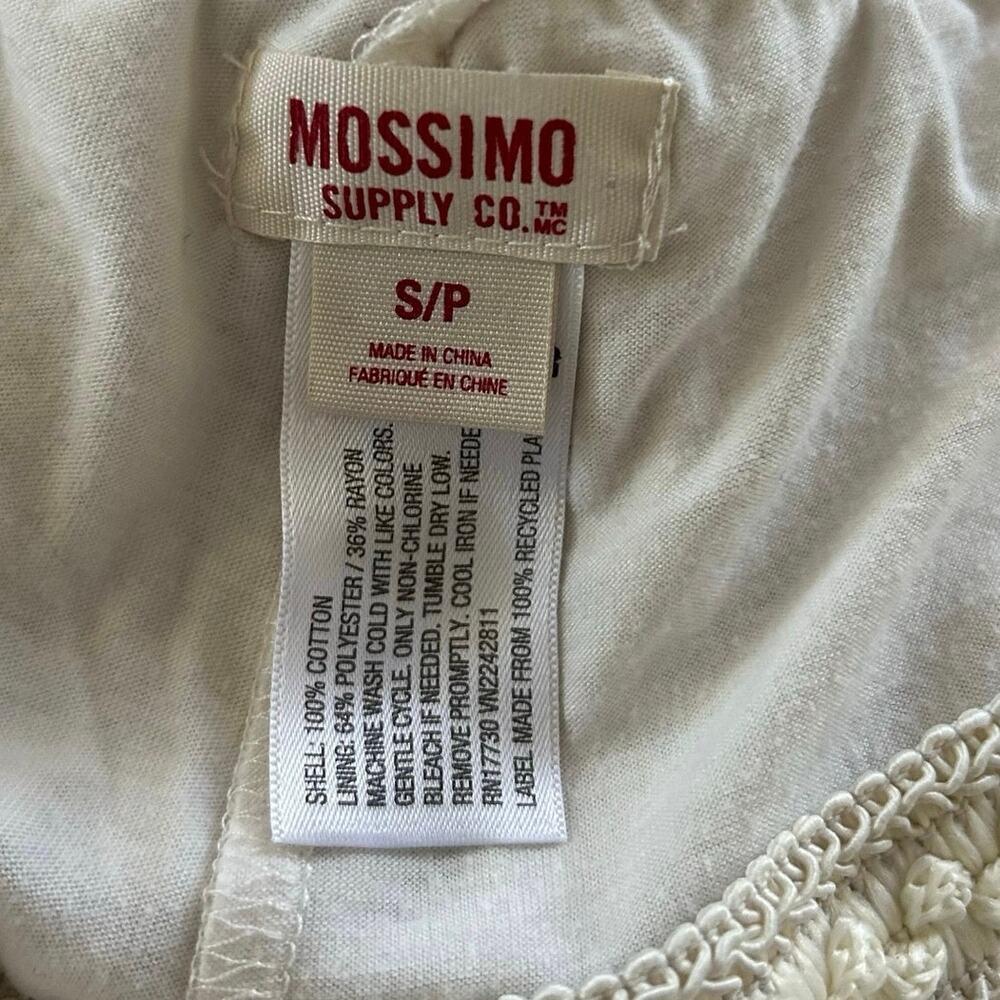 MOSSIMO
SUPPLY CO.™ MC
S/P
MADE IN CHINA
FABRIQUÉ EN CHINE
SHELL: 100% COTTON
LINING: 64% POLYESTER / 36% RAYON
MACHINE WASH COLD WITH LIKE COLORS.
GENTLE CYCLE. ONLY NON-CHLORINE
BLEACH IF NEEDED. TUMBLE DRY LOW.
REMOVE PROMPTLY. COOL IRON IF NEEDE
RN17730 VN2242811
LABEL MADE FROM 100% RECYCLED PLA